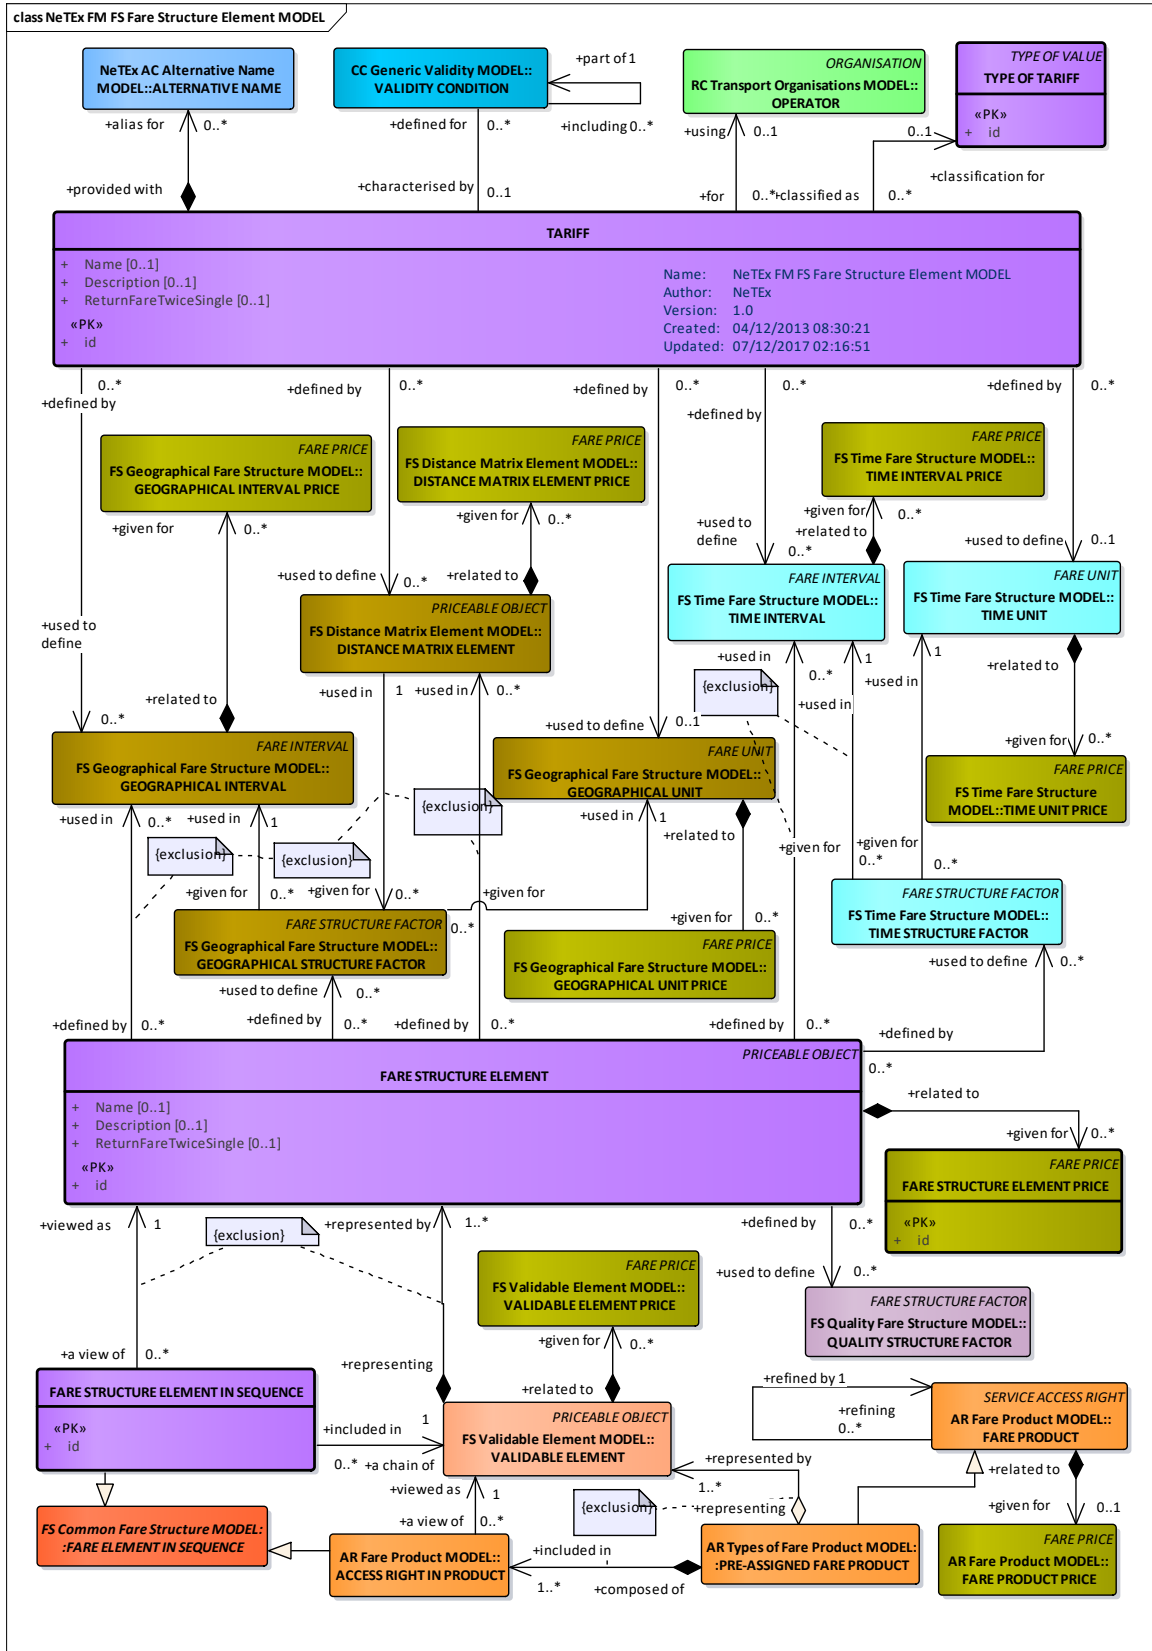 class NeTEx FM FS Fare Structure Element MODEL
NeTEx AC Alternative Name
MODEL::ALTERNATIVE NAME
CC Generic Validity MODEL::
VALIDITY CONDITION
+part of 1
+including 0..*
ORGANISATION
RC Transport Organisations MODEL::
OPERATOR
TYPE OF VALUE
TYPE OF TARIFF
«PK»
+ id
+alias for
0..*
+defined for
0..*
+using
0..1
0..1
+classification for
+provided with
+characterised by
0..1
+for
0..*
+classified as
0..*
TARIFF
+ Name [0..1]
+ Description [0..1]
+ ReturnFareTwiceSingle [0..1]
«PK»
+ id
Name: NeTEx FM FS Fare Structure Element MODEL
Author: NeTEx
Version: 1.0
Created: 04/12/2013 08:30:21
Updated: 07/12/2017 02:16:51
0..*
+defined by
+defined by
0..*
+defined by
0..*
+defined by
0..*
+defined by
0..*
FARE PRICE
FS Geographical Fare Structure MODEL::
GEOGRAPHICAL INTERVAL PRICE
FARE PRICE
FS Distance Matrix Element MODEL::
DISTANCE MATRIX ELEMENT PRICE
FARE PRICE
FS Time Fare Structure MODEL::
TIME INTERVAL PRICE
+given for
0..*
+given for
0..*
+given for
0..*
+used to
define
+related to
0..*
+used to define
0..1
+used to define
0..*
+related to
PRICEABLE OBJECT
FS Distance Matrix Element MODEL::
DISTANCE MATRIX ELEMENT
FARE INTERVAL
FS Time Fare Structure MODEL::
TIME INTERVAL
FARE UNIT
FS Time Fare Structure MODEL::
TIME UNIT
+used to
define
+related to
0..*
+used in
1
+used in
0..*
+used in
0..*
1
+used in
1
+used in
{exclusion}
+used to define
0..1
FARE INTERVAL
FS Geographical Fare Structure MODEL::
GEOGRAPHICAL INTERVAL
FARE UNIT
FS Geographical Fare Structure MODEL::
GEOGRAPHICAL UNIT
+given for
0..*
FARE PRICE
FS Time Fare Structure
MODEL::TIME UNIT PRICE
+used in
0..*
+used in
1
{exclusion}
{exclusion}
{exclusion}
+used in
1
+related to
+given for
+given for
0..*
0..*
+given for
0..*
+given for
0..*
+given for
0..*
+given for
0..*
FARE STRUCTURE FACTOR
FS Geographical Fare Structure MODEL::
GEOGRAPHICAL STRUCTURE FACTOR
FARE PRICE
FS Geographical Fare Structure MODEL::
GEOGRAPHICAL UNIT PRICE
FARE STRUCTURE FACTOR
FS Time Fare Structure MODEL::
TIME STRUCTURE FACTOR
+used to define
0..*
+used to define
0..*
+defined by
0..*
+defined by
0..*
+defined by
0..*
+defined by
0..*
+defined by
0..*
PRICEABLE OBJECT
FARE STRUCTURE ELEMENT
+ Name [0..1]
+ Description [0..1]
+ ReturnFareTwiceSingle [0..1]
«PK»
+ id
+related to
+given for
0..*
FARE PRICE
FARE STRUCTURE ELEMENT PRICE
«PK»
+ id
+viewed as
1
{exclusion}
+represented by
1..*
+defined by
0..*
+used to define
0..*
FARE PRICE
FS Validable Element MODEL::
VALIDABLE ELEMENT PRICE
FARE STRUCTURE FACTOR
FS Quality Fare Structure MODEL::
QUALITY STRUCTURE FACTOR
+given for
0..*
+a view of
0..*
+representing
+related to
FARE STRUCTURE ELEMENT IN SEQUENCE
«PK»
+ id
+included in
1
0..*
+a chain of
PRICEABLE OBJECT
FS Validable Element MODEL::
VALIDABLE ELEMENT
+refined by 1
+refining
0..*
SERVICE ACCESS RIGHT
AR Fare Product MODEL::
FARE PRODUCT
+related to
+given for
0..1
+viewed as
1
+a view of
0..*
+represented by
1..*
+representing
{exclusion}
FS Common Fare Structure MODEL:
:FARE ELEMENT IN SEQUENCE
AR Fare Product MODEL::
ACCESS RIGHT IN PRODUCT
+included in
1..*
+composed of
AR Types of Fare Product MODEL:
:PRE-ASSIGNED FARE PRODUCT
FARE PRICE
AR Fare Product MODEL::
FARE PRODUCT PRICE